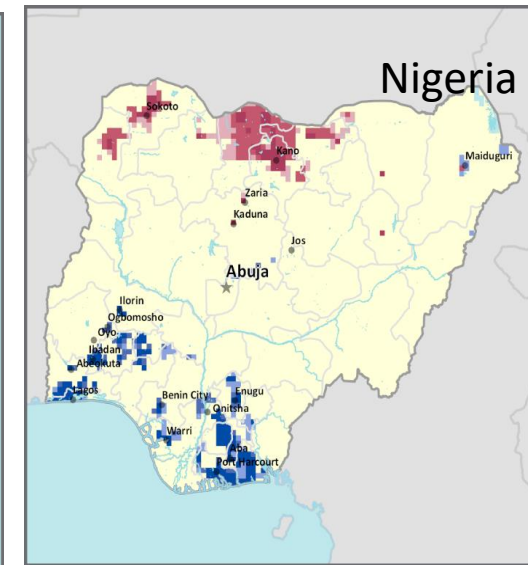 Nigeria
Sokoto
Kano
Maiduguri
Zaria
Kaduna
Jos
Abuja
Ilorin
Ogbomosho
Oyo
Ibadan
Abeokuta
Lagos
Benin City
Enugu
Onitsha
Warri
Aba
Port Harcourt